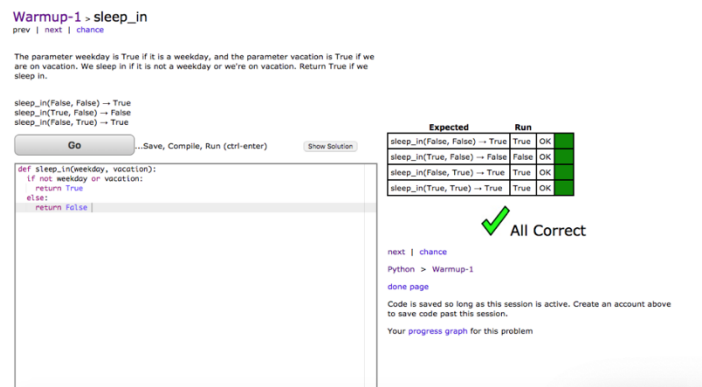 Warmup-1 > sleep_in
prev | next | chance
The parameter weekday is True if it is a weekday, and the parameter vacation is True if we
are on vacation. We sleep in if it is not a weekday or we're on vacation. Return True if we
sleep in.
sleep_in(False, False) → True
sleep_in(True, False) → False
sleep_in(False, True) → True
Go
...Save, Compile, Run (ctrl-enter)
Show Solution
def sleep_in(weekday, vacation):
  if not weekday or vacation:
    return True
  else:
    return False
Expected Run
sleep_in(False, False) → True True OK
sleep_in(True, False) → False False OK
sleep_in(False, True) → True True OK
sleep_in(True, True) → True True OK
All Correct
next | chance
Python > Warmup-1
done page
Code is saved so long as this session is active. Create an account above
to save code past this session.
Your progress graph for this problem